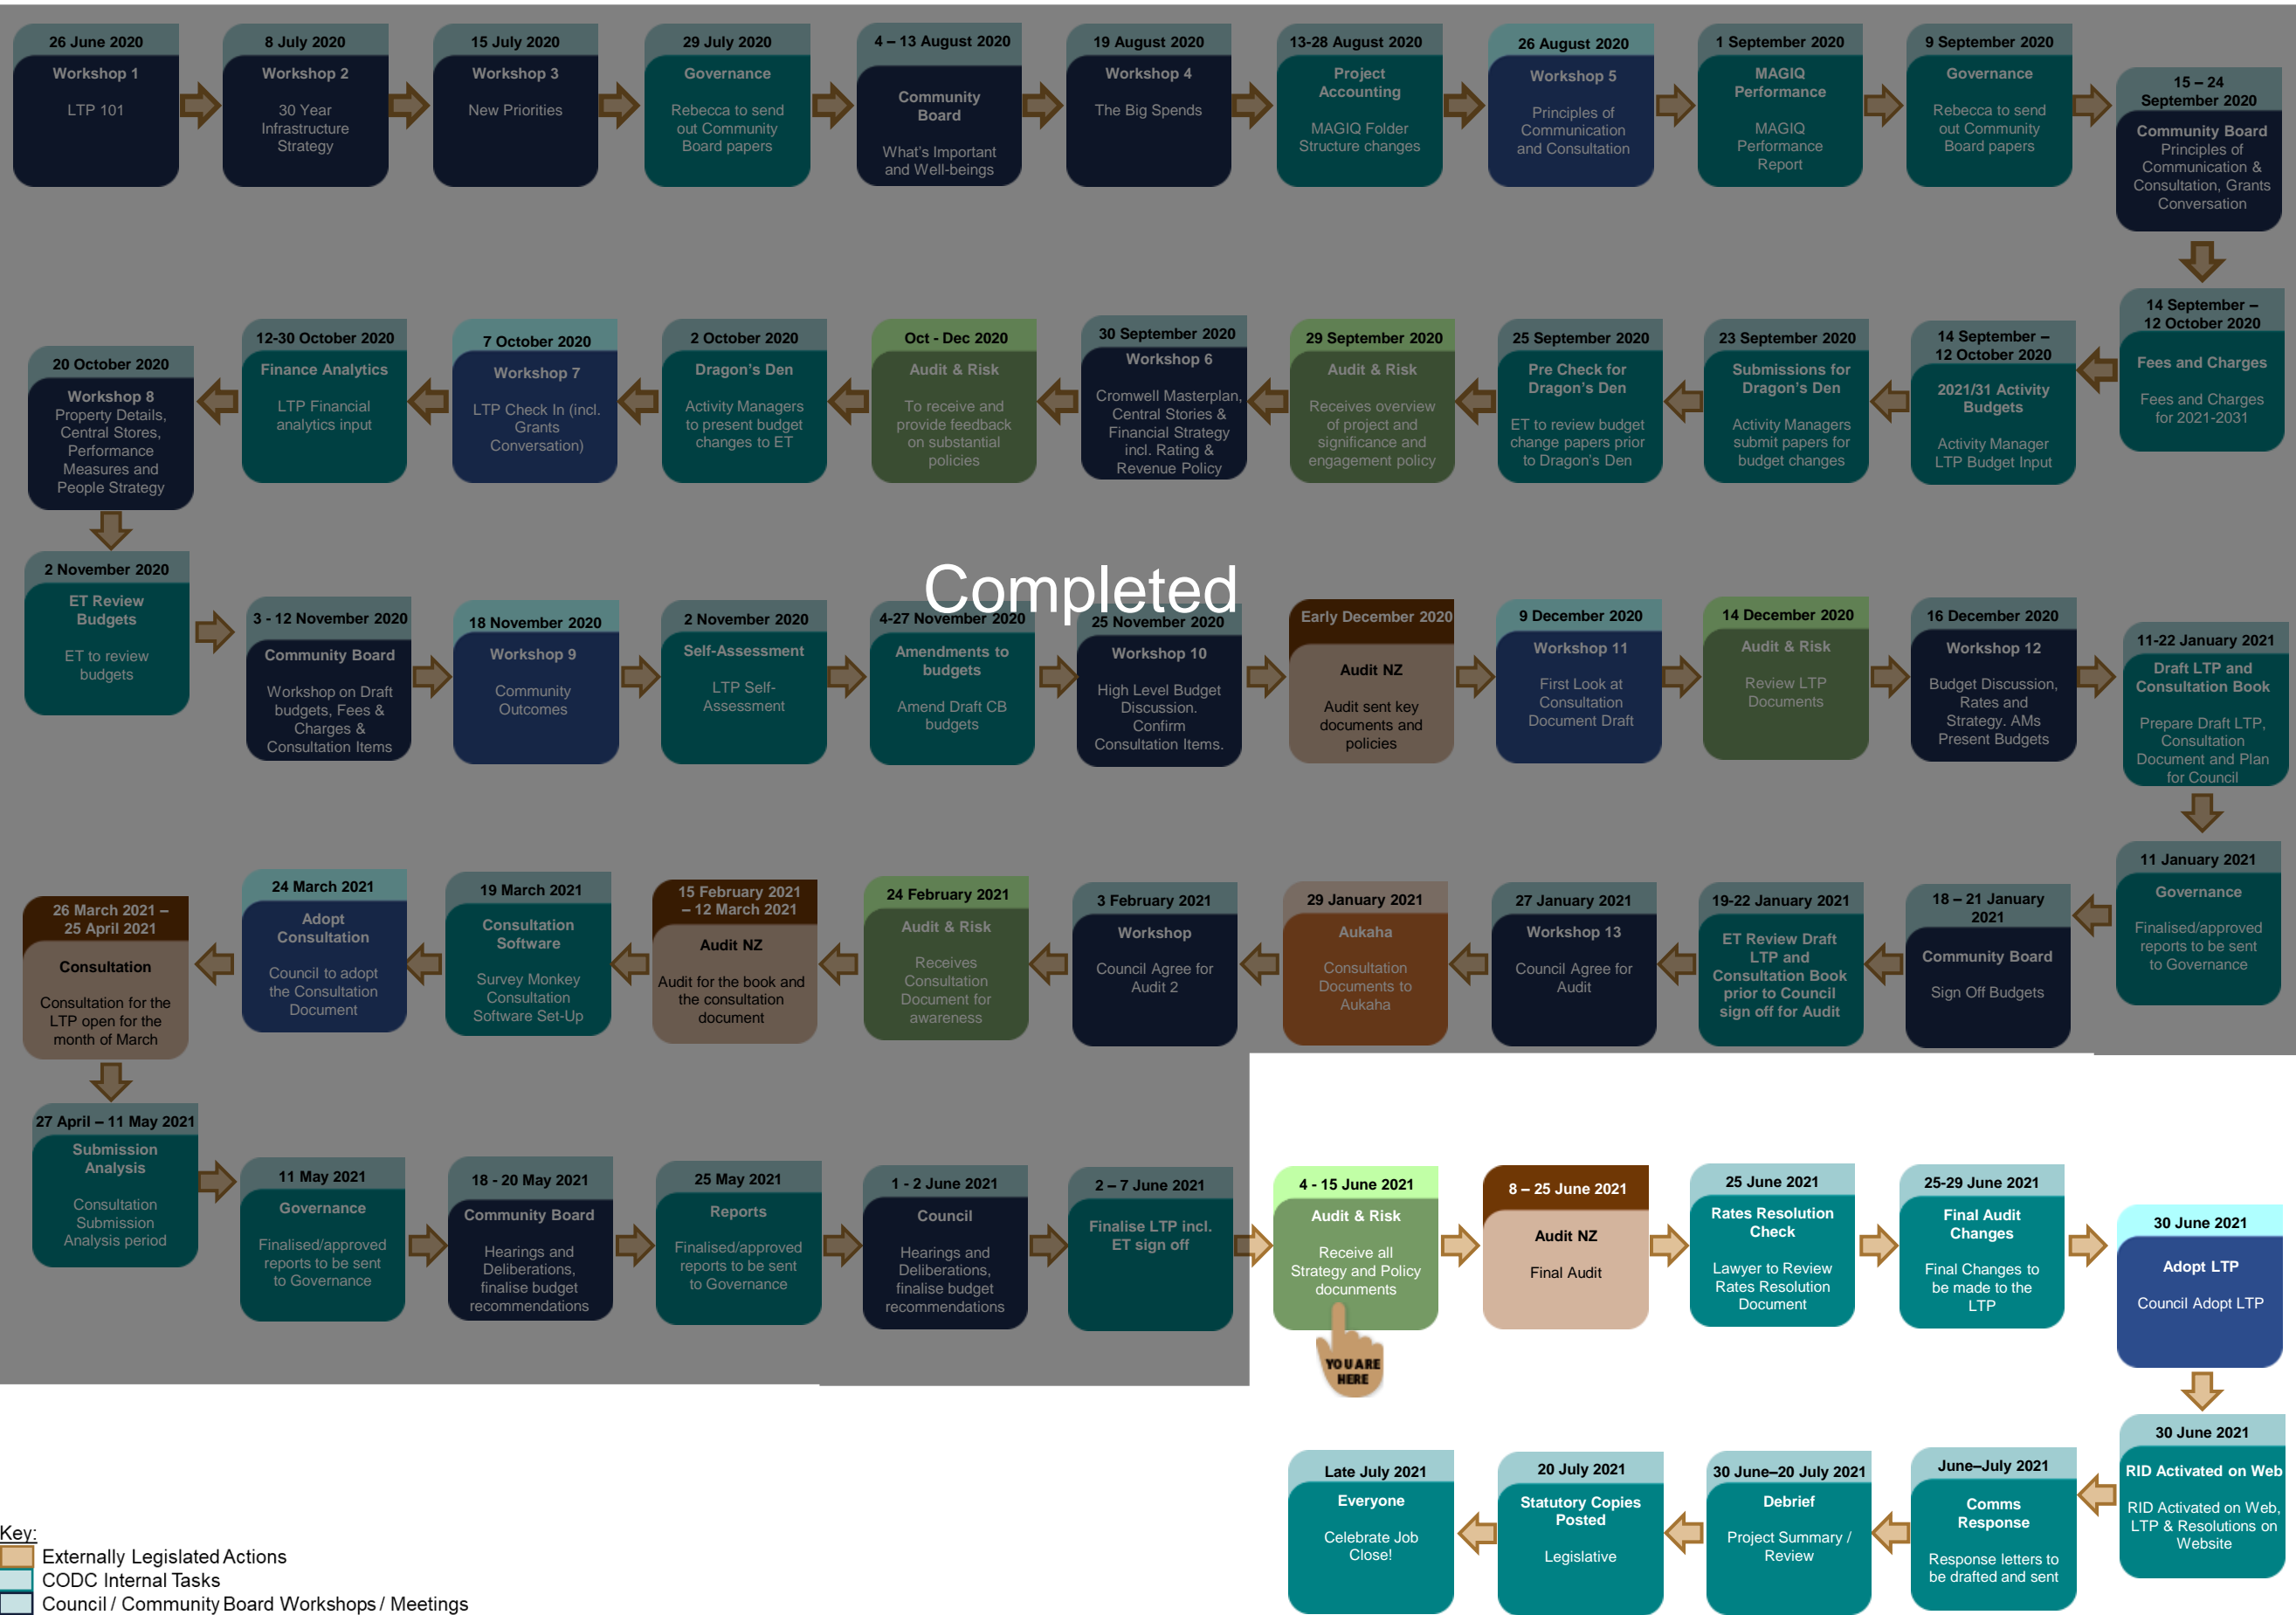 26 June 2020
Workshop 1
LTP 101
8 July 2020
Workshop 2
30 Year
Infrastructure
Strategy
15 July 2020
Workshop 3
New Priorities
29 July 2020
Governance
Rebecca to send
out Community
Board papers
4 – 13 August 2020
Community
Board
What's Important
and Well-beings
19 August 2020
Workshop 4
The Big Spends
13-28 August 2020
Project
Accounting
MAGIQ Folder
Structure changes
26 August 2020
Workshop 5
Principles of
Communication
and Consultation
1 September 2020
MAGIQ
Performance
MAGIQ
Performance
Report
9 September 2020
Governance
Rebecca to send
out Community
Board papers
15 – 24
September 2020
Community Board
Principles of
Communication &
Consultation, Grants
Conversation
14 September –
12 October 2020
Fees and Charges
Fees and Charges
for 2021-2031
14 September –
12 October 2020
2021/31 Activity
Budgets
Activity Manager
LTP Budget Input
23 September 2020
Submissions for
Dragon's Den
Activity Managers
submit papers for
budget changes
25 September 2020
Pre Check for
Dragon's Den
ET to review budget
change papers prior
to Dragon's Den
29 September 2020
Audit & Risk
Receives overview
of project and
significance and
engagement policy
30 September 2020
Workshop 6
Cromwell Masterplan,
Central Stories &
Financial Strategy
incl. Rating &
Revenue Policy
Oct - Dec 2020
Audit & Risk
To receive and
provide feedback
on substantial
policies
2 October 2020
Dragon's Den
Activity Managers
to present budget
changes to ET
7 October 2020
Workshop 7
LTP Check In (incl.
Grants
Conversation)
12-30 October 2020
Finance Analytics
LTP Financial
analytics input
20 October 2020
Workshop 8
Property Details,
Central Stores,
Performance
Measures and
People Strategy
2 November 2020
ET Review
Budgets
ET to review
budgets
3 - 12 November 2020
Community Board
Workshop on Draft
budgets, Fees &
Charges &
Consultation Items
18 November 2020
Workshop 9
Community
Outcomes
2 November 2020
Self-Assessment
LTP Self-
Assessment
Completed
4-27 November 2020
Amendments to
budgets
Amend Draft CB
budgets
25 November 2020
Workshop 10
High Level Budget
Discussion.
Confirm
Consultation Items.
Early December 2020
Audit NZ
Audit sent key
documents and
policies
9 December 2020
Workshop 11
First Look at
Consultation
Document Draft
14 December 2020
Audit & Risk
Review LTP
Documents
16 December 2020
Workshop 12
Budget Discussion,
Rates and
Strategy. AMs
Present Budgets
11-22 January 2021
Draft LTP and
Consultation Book
Prepare Draft LTP,
Consultation
Document and Plan
for Council
11 January 2021
Governance
Finalised/approved
reports to be sent
to Governance
18 – 21 January
2021
Community Board
Sign Off Budgets
19-22 January 2021
ET Review Draft
LTP and
Consultation Book
prior to Council
sign off for Audit
27 January 2021
Workshop 13
Council Agree for
Audit
29 January 2021
Aukaha
Consultation
Documents to
Aukaha
3 February 2021
Workshop
Council Agree for
Audit 2
24 February 2021
Audit & Risk
Receives
Consultation
Document for
awareness
15 February 2021
– 12 March 2021
Audit NZ
Audit for the book and
the consultation
document
19 March 2021
Consultation
Software
Survey Monkey
Consultation
Software Set-Up
24 March 2021
Adopt
Consultation
Council to adopt
the Consultation
Document
26 March 2021 –
25 April 2021
Consultation
Consultation for the
LTP open for the
month of March
27 April – 11 May 2021
Submission
Analysis
Consultation
Submission
Analysis period
11 May 2021
Governance
Finalised/approved
reports to be sent
to Governance
18 - 20 May 2021
Community Board
Hearings and
Deliberations,
finalise budget
recommendations
25 May 2021
Reports
Finalised/approved
reports to be sent
to Governance
1 - 2 June 2021
Council
Hearings and
Deliberations,
finalise budget
recommendations
2 – 7 June 2021
Finalise LTP incl.
ET sign off
4 - 15 June 2021
Audit & Risk
Receive all
Strategy and Policy
docunments
YOU ARE
HERE
8 – 25 June 2021
Audit NZ
Final Audit
25 June 2021
Rates Resolution
Check
Lawyer to Review
Rates Resolution
Document
25-29 June 2021
Final Audit
Changes
Final Changes to
be made to the
LTP
30 June 2021
Adopt LTP
Council Adopt LTP
30 June 2021
RID Activated on Web
RID Activated on Web,
LTP & Resolutions on
Website
June–July 2021
Comms
Response
Response letters to
be drafted and sent
30 June–20 July 2021
Debrief
Project Summary /
Review
20 July 2021
Statutory Copies
Posted
Legislative
Late July 2021
Everyone
Celebrate Job
Close!
Key:
Externally Legislated Actions
CODC Internal Tasks
Council / Community Board Workshops / Meetings